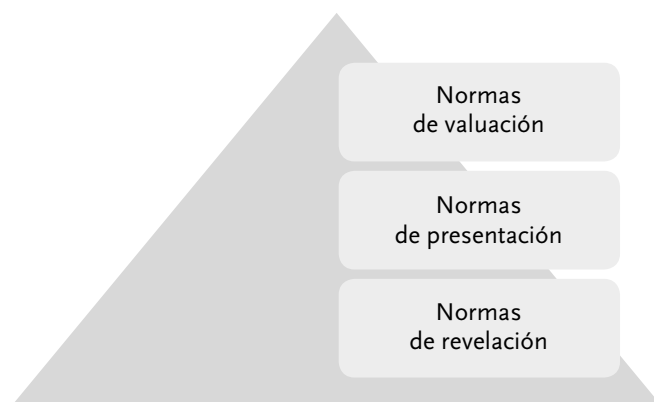 Normas
de valuación
Normas
de presentación
Normas
de revelación